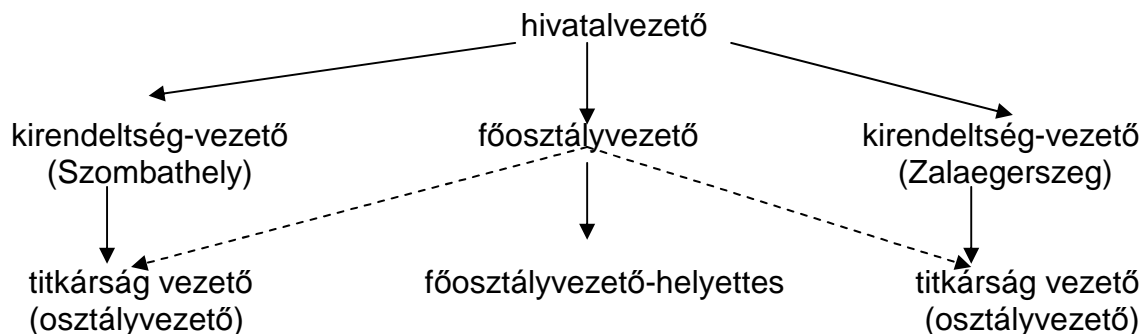 hivatalvezető
kirendeltség-vezető
(Szombathely)
főosztályvezető
kirendeltség-vezető
(Zalaegerszeg)
titkárság vezető
(osztályvezető)
főosztályvezető-helyettes
titkárság vezető
(osztályvezető)